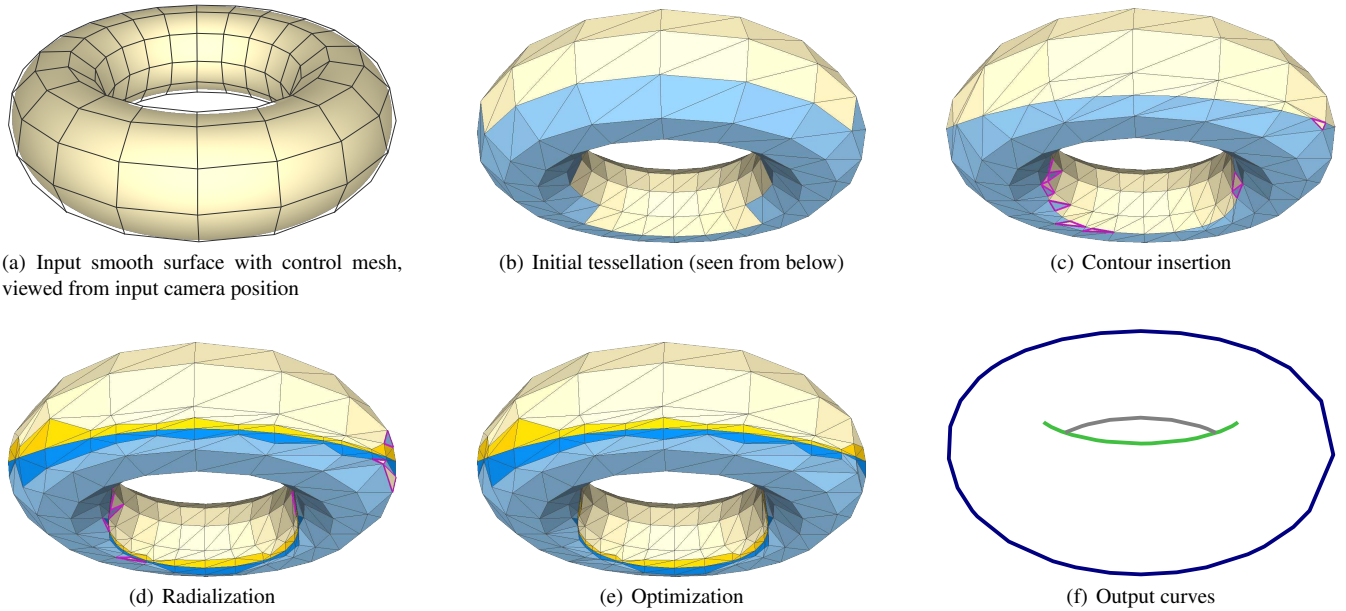 (a) Input smooth surface with control mesh,
viewed from input camera position
(b) Initial tessellation (seen from below)
(c) Contour insertion
(d) Radialization
(e) Optimization
(f) Output curves